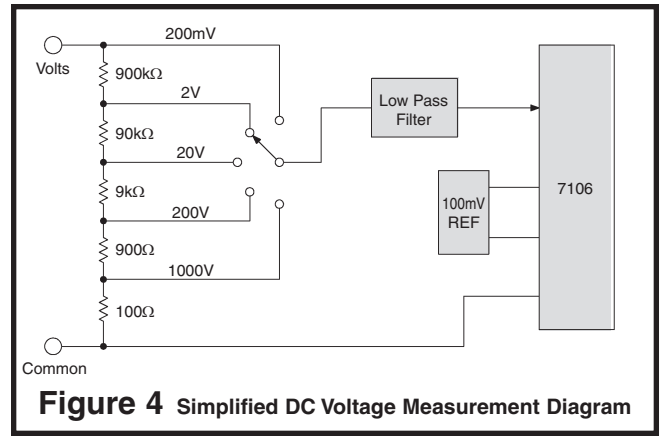 200mV
Volts
900kΩ
2V
Low Pass
Filter
90kΩ
20V
9kΩ
7106
100mV
REF
200V
900Ω
1000V
100Ω
Common
Figure 4 Simplified DC Voltage Measurement Diagram